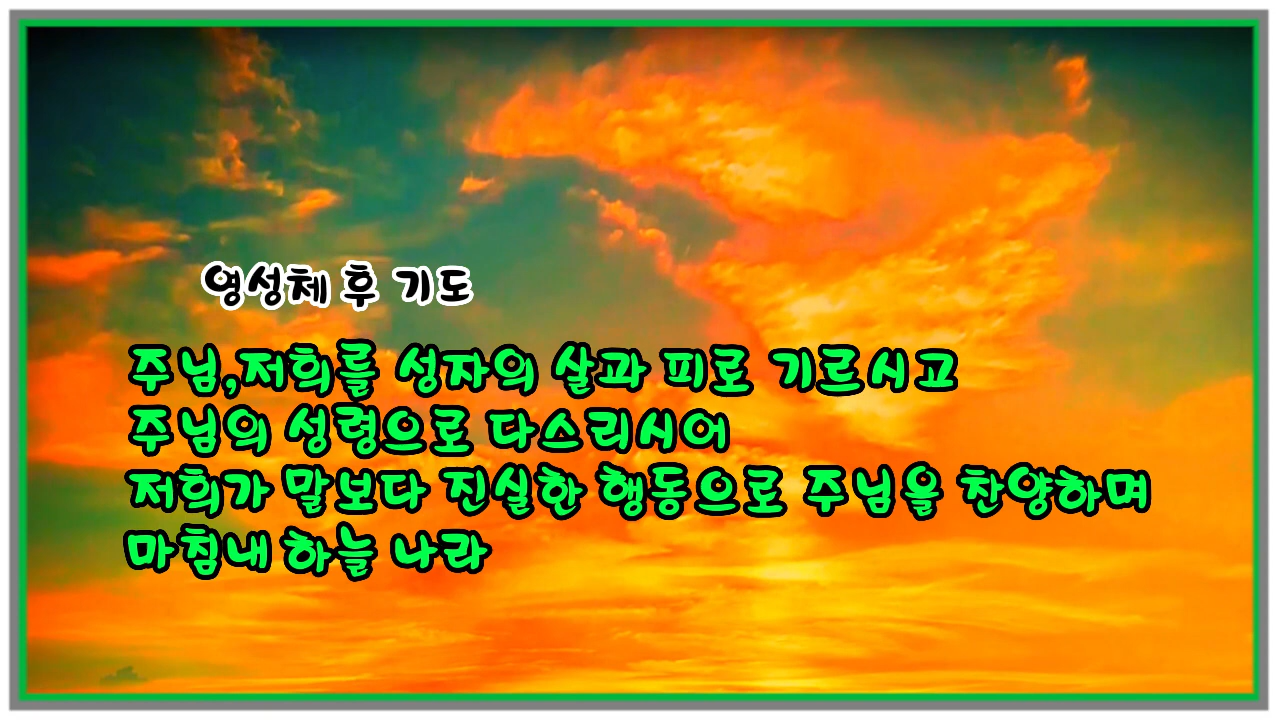 영성체 후 기도
주님,저희를 성자의 살과 피로 기르시고
주님의 성령으로 다스리시어
저희가 말보다 진실한 행동으로 주님을 찬양하며
마침내 하늘 나라